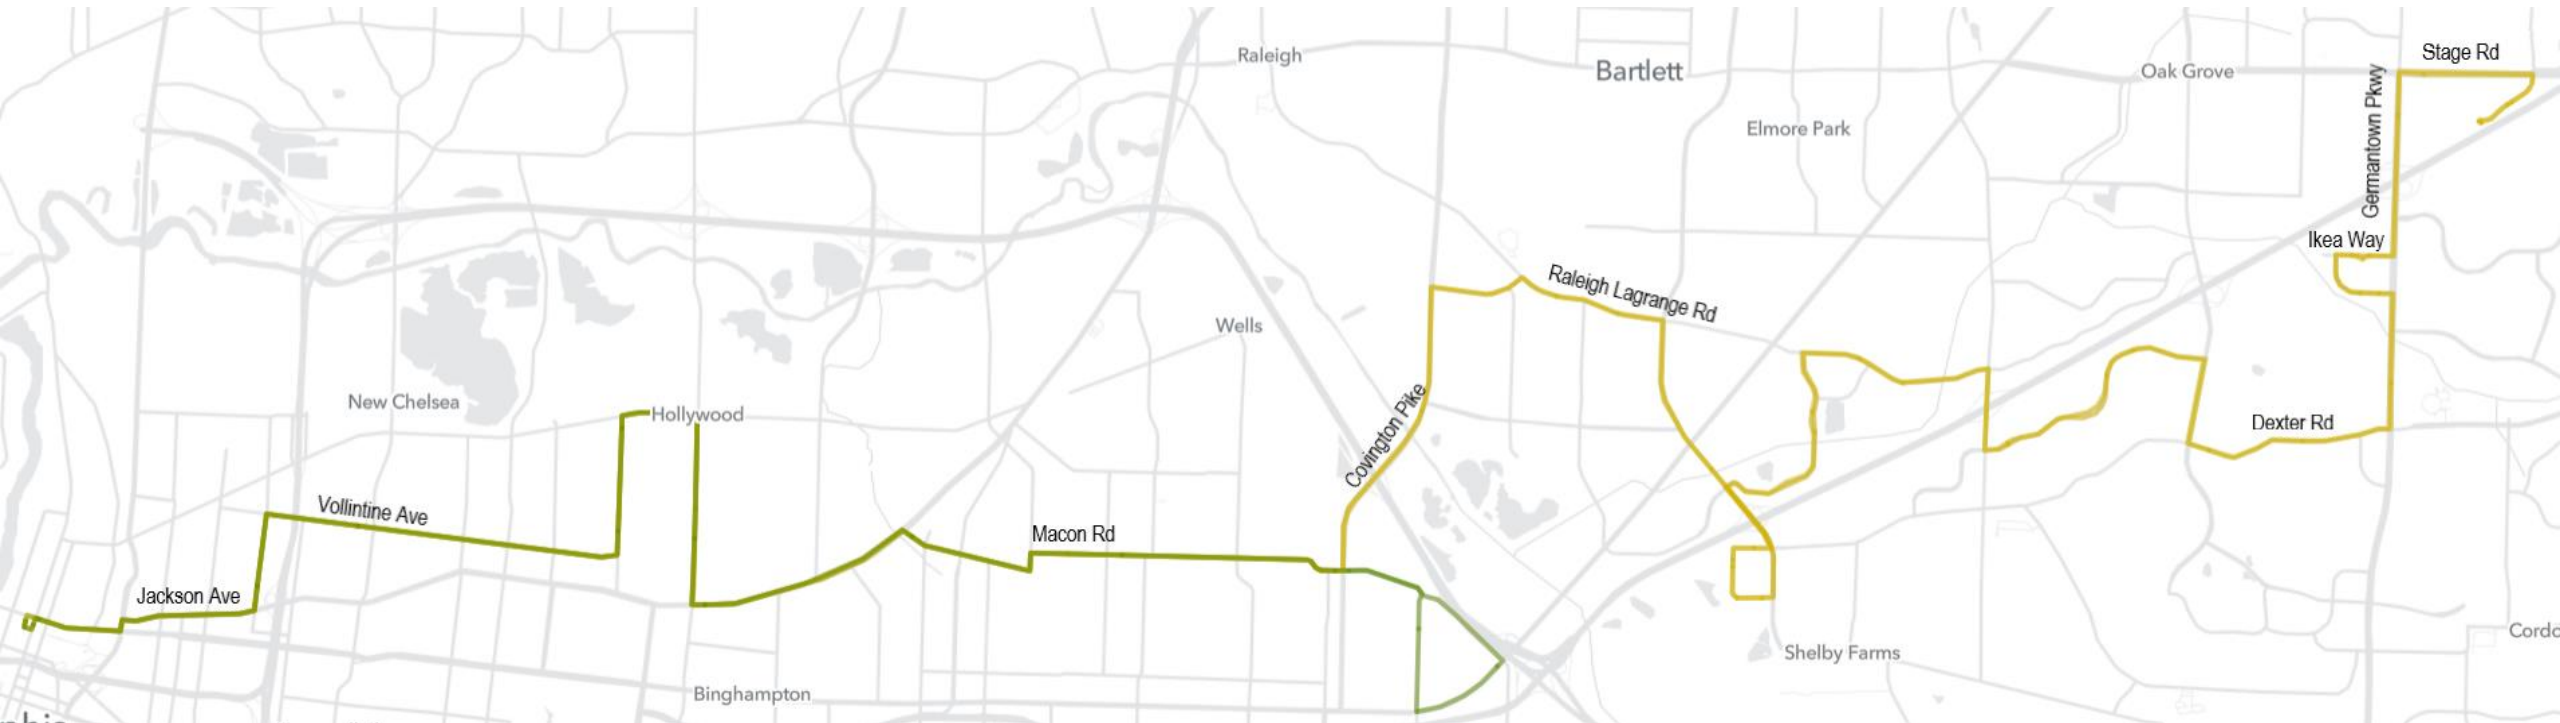 Stage Rd
Raleigh
Bartlett
Oak Grove
Germantown Pkwy
Elmore Park
Ikea Way
Raleigh Lagrange Rd
Wells
New Chelsea
Hollywood
Covington Pike
Dexter Rd
Vollintine Ave
Macon Rd
Jackson Ave
Cordo
Shelby Farms
Binghampton